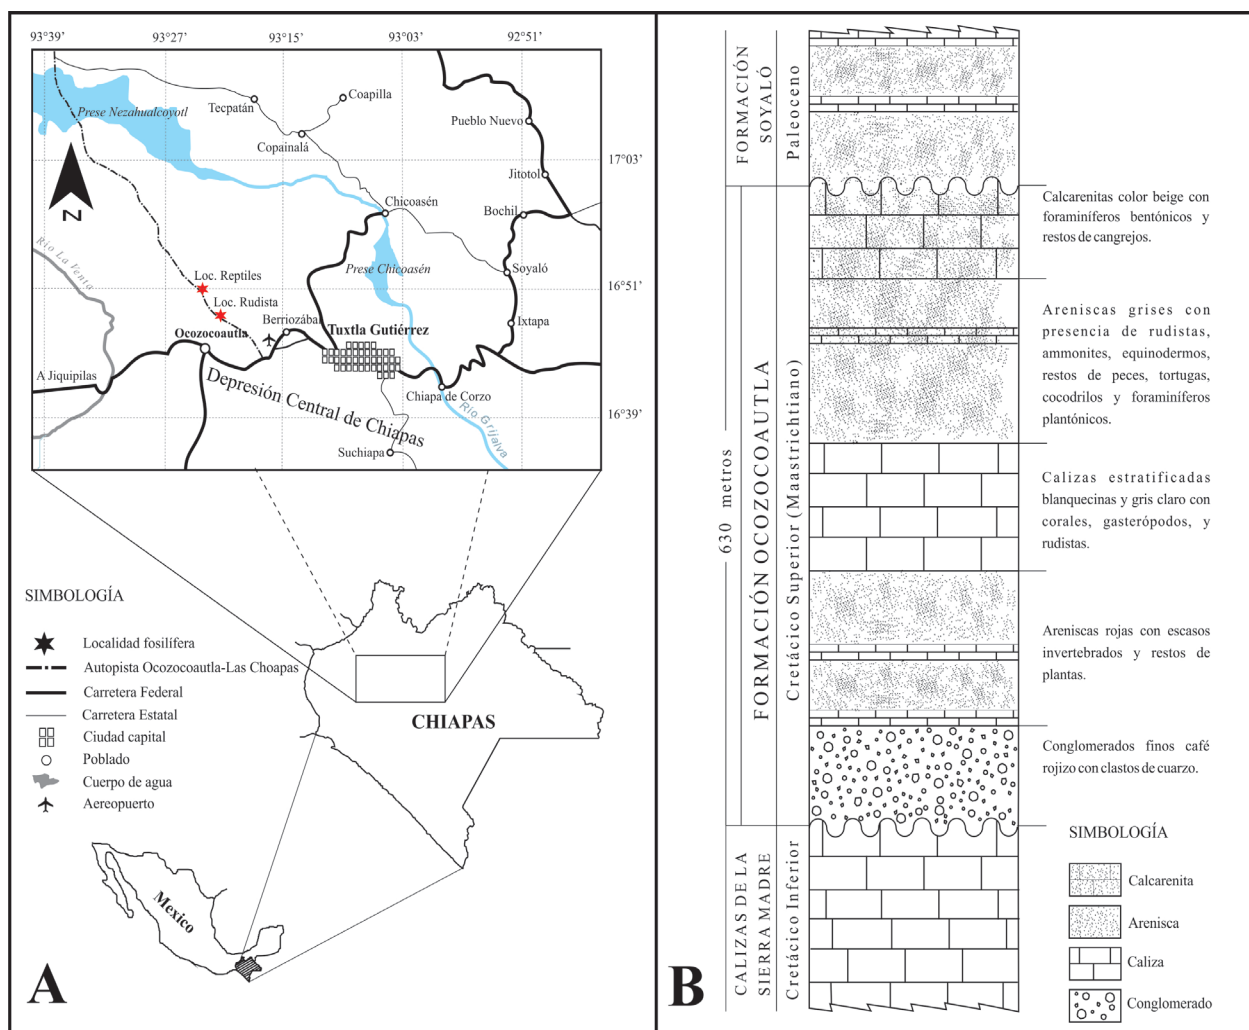 93°39'
93°27'
93°15'
93°03'
92°51'
Prese Nezahualcoyotl
Tecpatán
Coapilla
Copainalá
Pueblo Nuevo
17°03'
Jitotol
N
Chicoasén
Bochil
Río La Venta
Loc. Reptiles
Prese Chicoasén
Soyaló
16°51'
Loc. Rudista
Berriozábal
Ixtapa
Ocozocoautla
Tuxtla Gutiérrez
A Jiquipilas
Depresión Central de Chiapas
Chiapa de Corzo
Río Grijalva
16°39'
Suchiapa
SIMBOLOGÍA
Localidad fosilífera
Autopista Ocozocoautla-Las Choapas
Carretera Federal
Carretera Estatal
Ciudad capital
Poblado
Cuerpo de agua
Aereopuerto
CHIAPAS
Mexico
A
FORMACIÓN
SOYALÓ
Paleoceno
630 metros
FORMACIÓN OCOZOCOAUTLA
Cretácico Superior (Maastrichtiano)
CALIZAS DE LA
SIERRA MADRE
Cretácico Inferior
Calcarenitas color beige con
foraminíferos bentónicos y
restos de cangrejos.
Areniscas grises con
presencia de rudistas,
ammonites, equinodermos,
restos de peces, tortugas,
cocodrilos y foraminíferos
plantónicos.
Calizas estratificadas
blanquecinas y gris claro con
corales, gasterópodos, y
rudistas.
Areniscas rojas con escasos
invertebrados y restos de
plantas.
Conglomerados finos café
rojizo con clastos de cuarzo.
SIMBOLOGÍA
Calcarenita
Arenisca
Caliza
Conglomerado
B